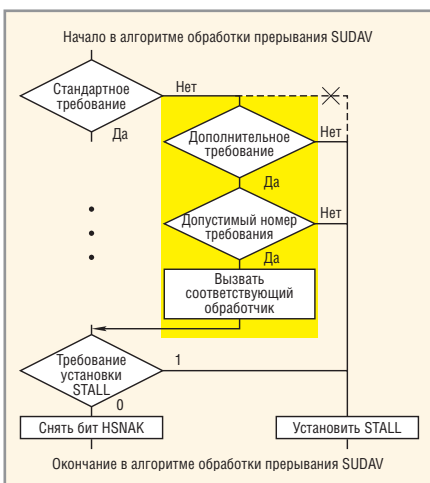 Начало в алгоритме обработки прерывания SUDAV
Стандартное
требование
Нет
Да
Дополнительное
требование
Нет
Да
Допустимый номер
требования
Нет
Да
Вызвать
соответствующий
обработчик
Требование
установки
STALL
1
0
Снять бит HSNAK
Установить STALL
Окончание в алгоритме обработки прерывания SUDAV